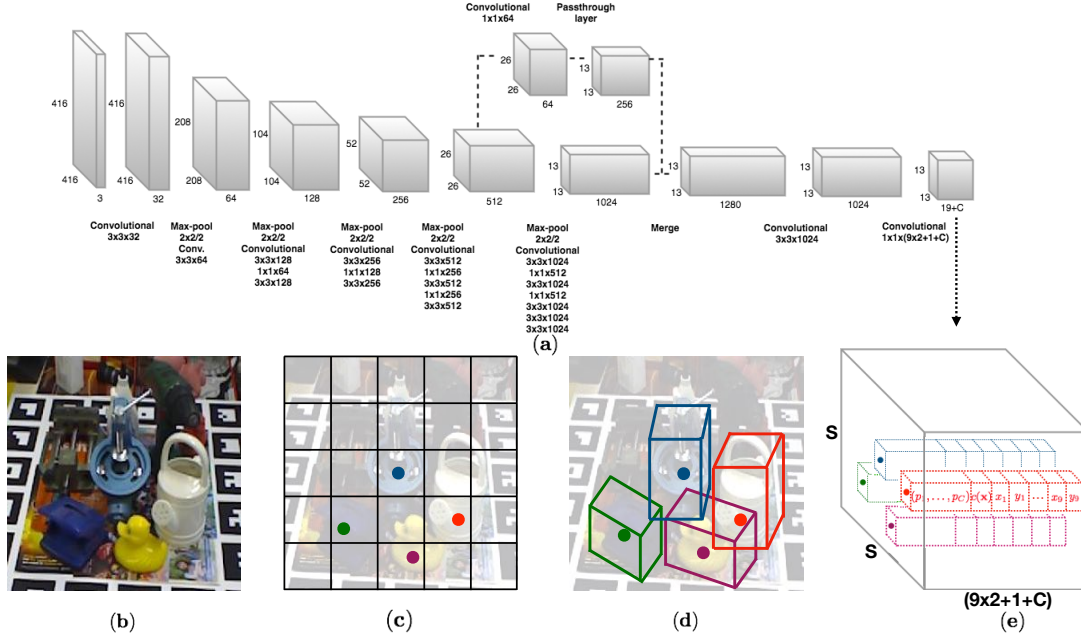 Convolutional
1x1x64
Passthrough
layer
416
416
3
416
416
32
208
208
64
104
104
128
52
52
256
26
26
512
26
26
64
13
13
256
13
13
1024
13
13
1280
13
13
1024
13
13
19+C
Convolutional
3x3x32
Max-pool
2x2/2
Conv.
3x3x64
Max-pool
2x2/2
Convolutional
3x3x128
1x1x64
3x3x128
Max-pool
2x2/2
Convolutional
3x3x256
1x1x128
3x3x256
Max-pool
2x2/2
Convolutional
3x3x512
1x1x256
3x3x512
1x1x256
3x3x512
Max-pool
2x2/2
Convolutional
3x3x1024
1x1x512
3x3x1024
1x1x512
3x3x1024
3x3x1024
3x3x1024
Merge
Convolutional
3x3x1024
Convolutional
1x1x(9x2+1+C)
(a)
(b)
(c)
(d)
S
(p₁,...,p_C) c(x) x₁ y₁ ... x₉ y₉
S
(9x2+1+C)
(e)